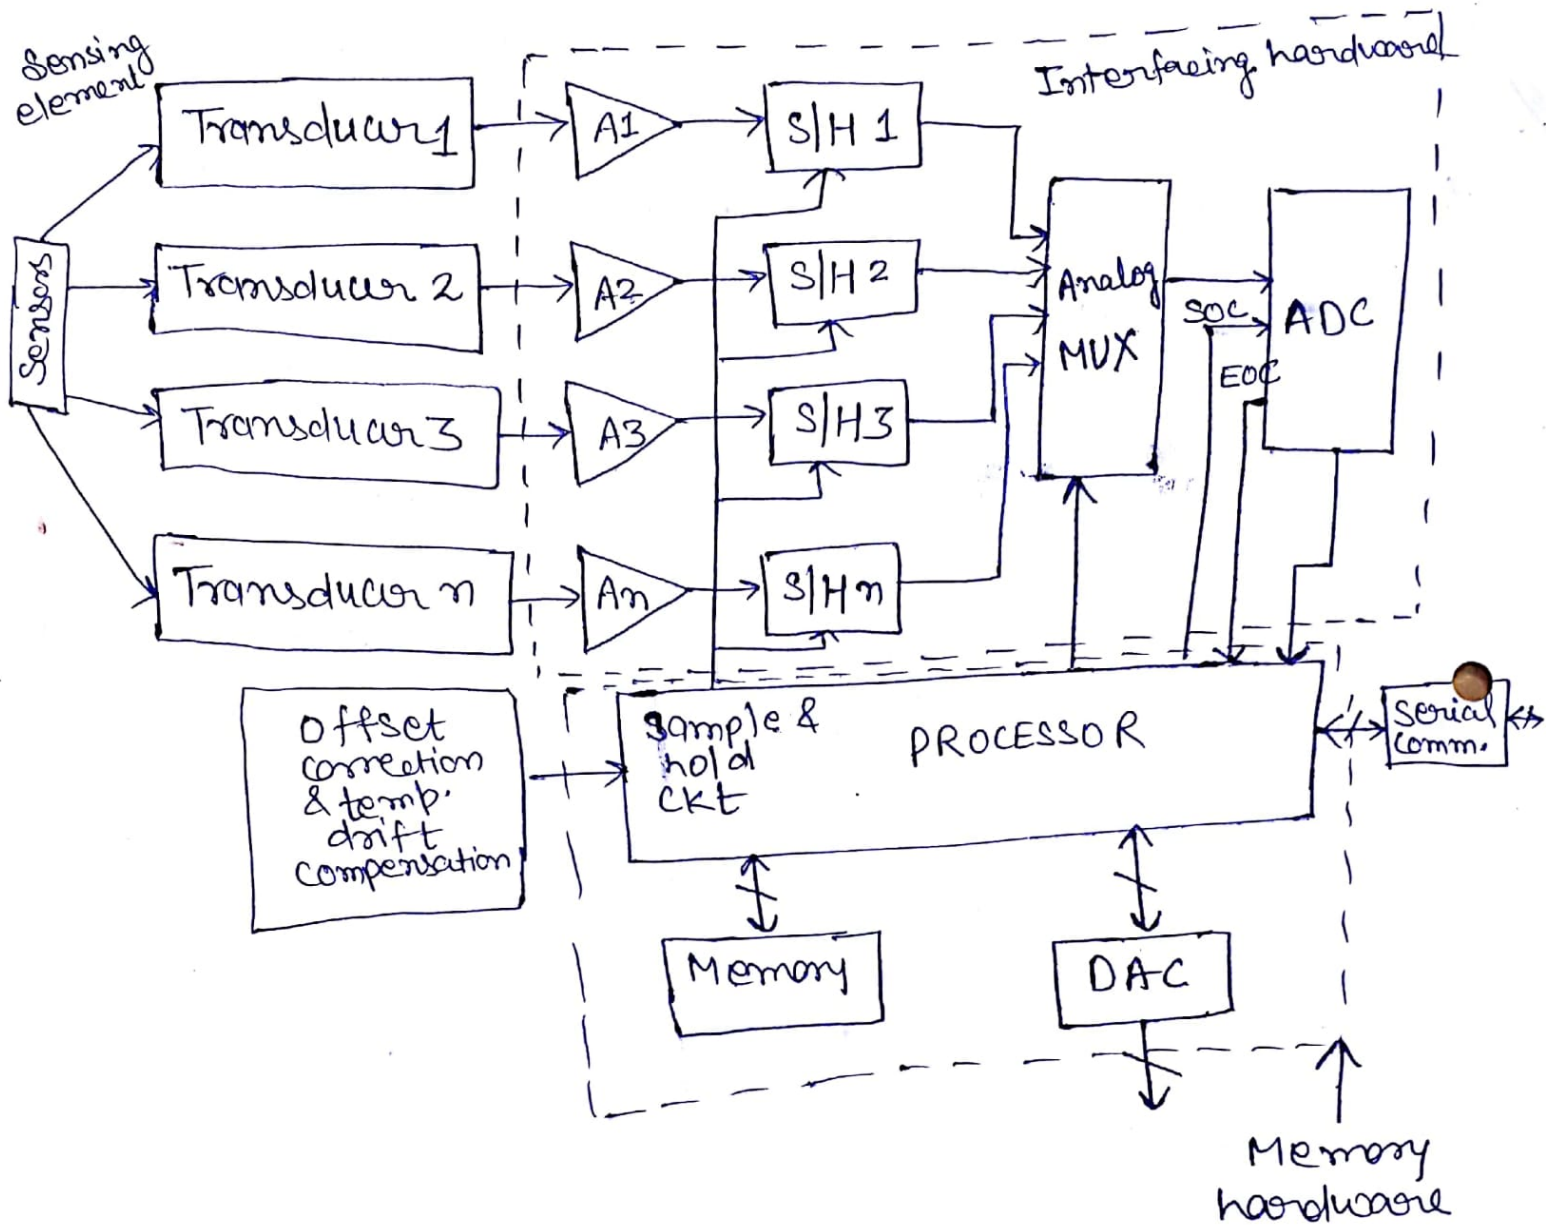 Sensing
element
Interfacing hardware
Transducer 1
A1
S/H 1
Sensors
Transducer 2
A2
S/H 2
Analog
MUX
SOC
ADC
EOC
Transducer 3
A3
S/H3
Transducer n
An
S/Hn
Offset
correction
& temp.
drift
compensation
Sample &
hold
CKT
PROCESSOR
Serial
comm.
Memory
DAC
Memory
hardware